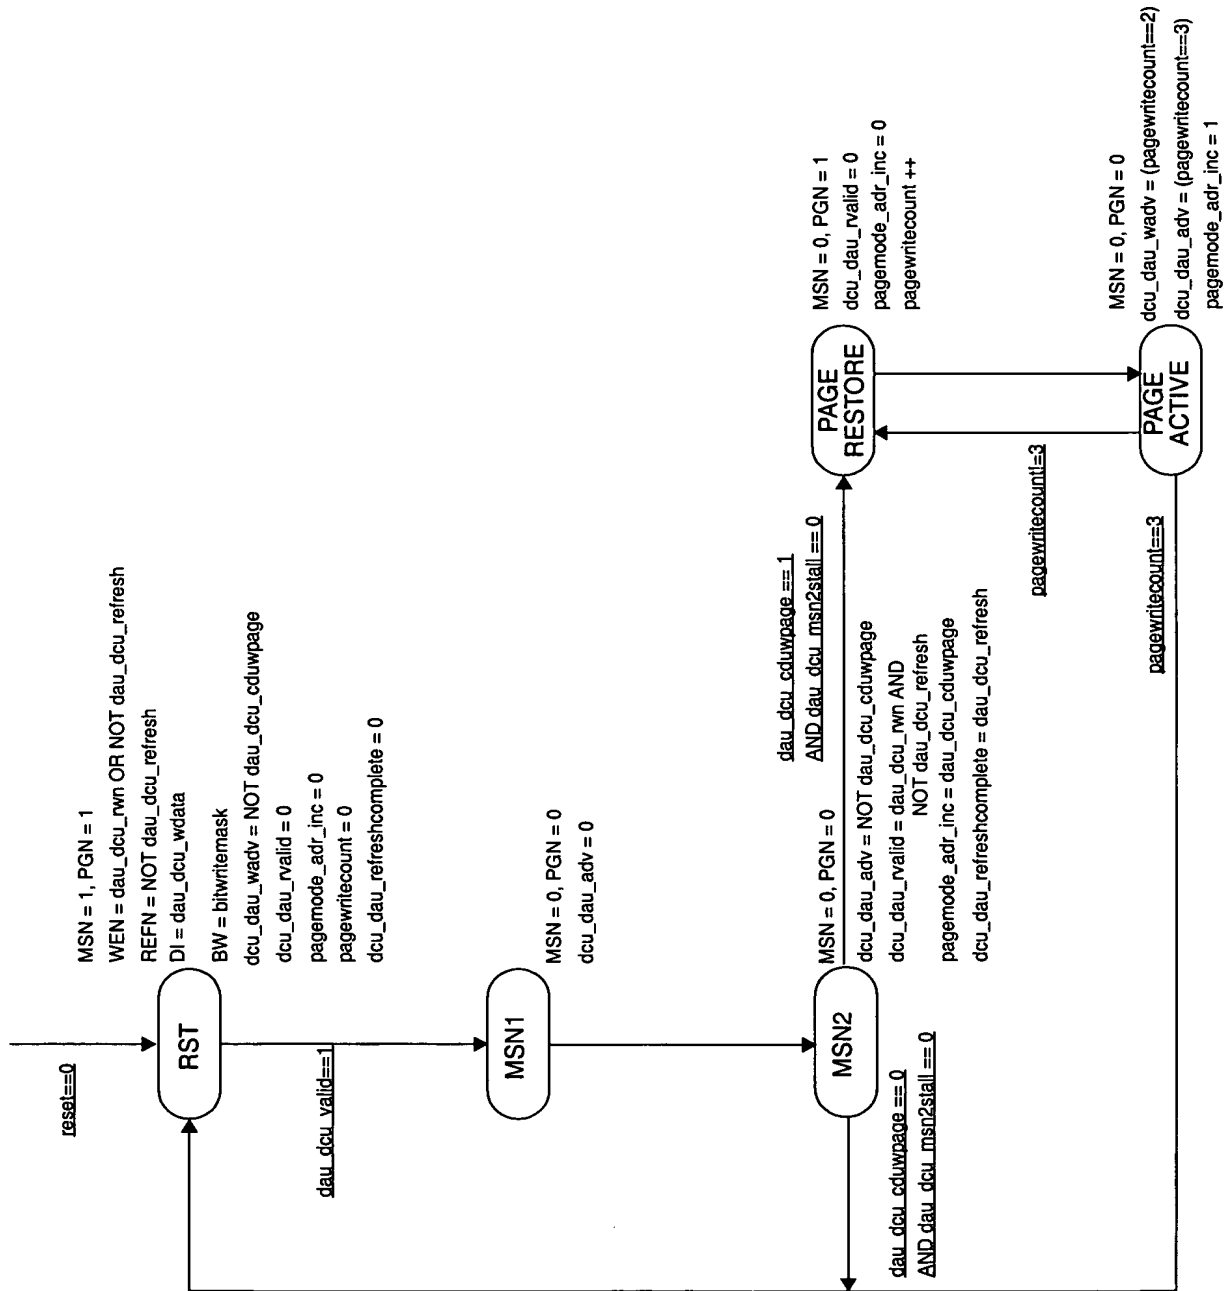 reset==0
RST
MSN = 1, PGN = 1
WEN = dau_dcu_rwn OR NOT dau_dcu_refresh
REFN = NOT dau_dcu_refresh
DI = dau_dcu_wdata
BW = bitwritemask
dcu_dau_wadv = NOT dau_dcu_cduwpage
dcu_dau_rvalid = 0
pagemode_adr_inc = 0
pagewritecount = 0
dcu_dau_refreshcomplete = 0
dau_dcu_valid==1
MSN1
MSN = 0, PGN = 0
dcu_dau_adv = 0
MSN2
MSN = 0, PGN = 0
dcu_dau_adv = NOT dau_dcu_cduwpage
dcu_dau_rvalid = dau_dcu_rwn AND
NOT dau_dcu_refresh
pagemode_adr_inc = dau_dcu_cduwpage
dcu_dau_refreshcomplete = dau_dcu_refresh
dau_dcu_cduwpage == 0
AND dau_dcu_msn2stall == 0
dau_dcu_cduwpage == 1
AND dau_dcu_msn2stall == 0
PAGE
RESTORE
MSN = 0, PGN = 1
dcu_dau_rvalid = 0
pagemode_adr_inc = 0
pagewritecount ++
pagewritecount!=3
PAGE
ACTIVE
MSN = 0, PGN = 0
dcu_dau_wadv = (pagewritecount==2)
dcu_dau_adv = (pagewritecount==3)
pagemode_adr_inc = 1
pagewritecount==3